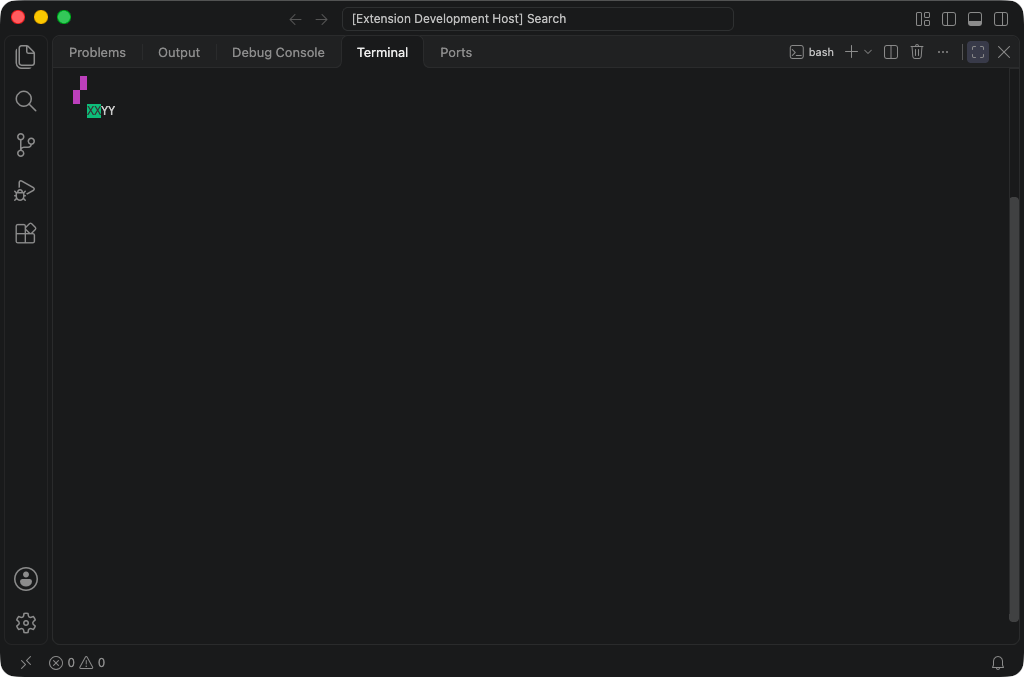 [Extension Development Host] Search
Problems Output Debug Console Terminal Ports bash
XXYY
0 0